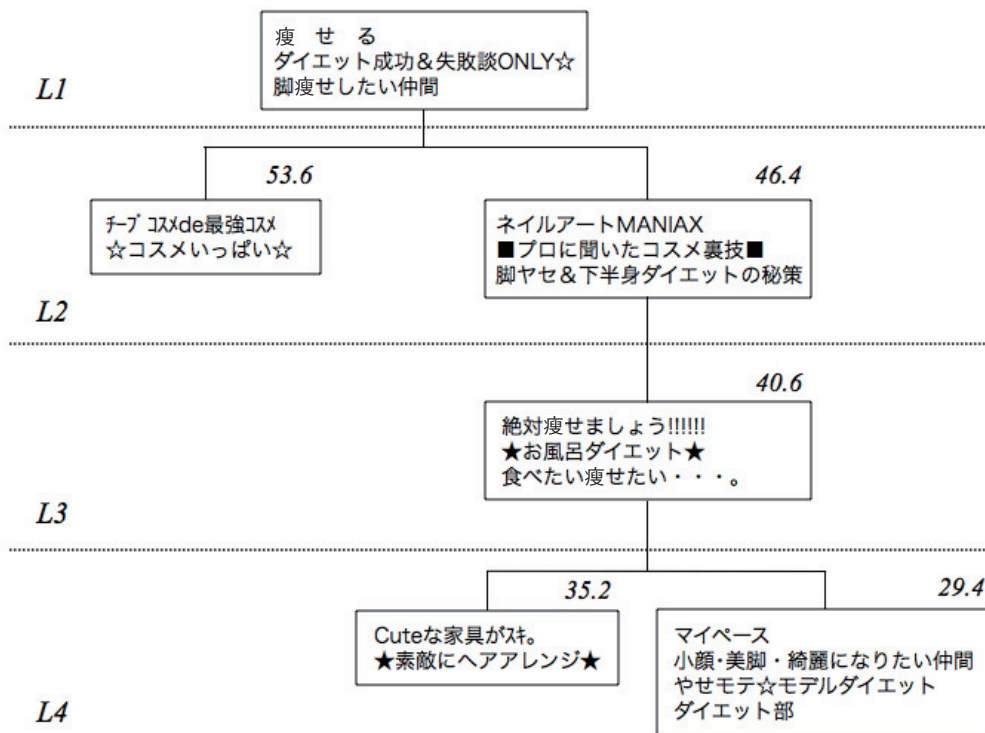 痩 せ る
ダイエット成功＆失敗談ONLY☆
脚痩せしたい仲間
L1
53.6
46.4
ﾁｰﾌﾟ ｺｽﾒde最強ｺｽﾒ
☆コスメいっぱい☆
ネイルアートMANIAX
■プロに聞いたコスメ裏技■
脚ヤセ＆下半身ダイエットの秘策
L2
40.6
絶対痩せましょう!!!!!!
★お風呂ダイエット★
食べたい痩せたい・・・。
L3
35.2
29.4
Cuteな家具がｽｷ。
★素敵にヘアアレンジ★
マイペース
小顔･美脚・綺麗になりたい仲間
やせモテ☆モデルダイエット
ダイエット部
L4